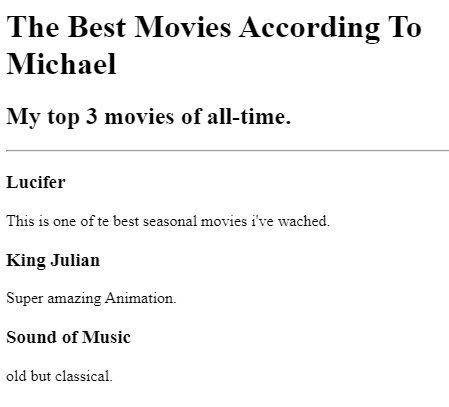 The Best Movies According To
Michael
My top 3 movies of all-time.
Lucifer
This is one of te best seasonal movies i've wached.
King Julian
Super amazing Animation.
Sound of Music
old but classical.